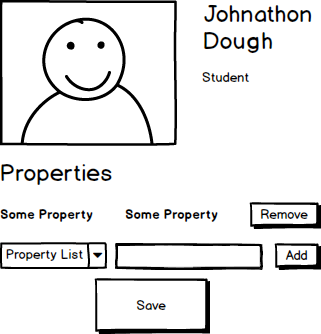 Johnathon
Dough
Student
Properties
Some Property Some Property Remove
Property List Add
Save